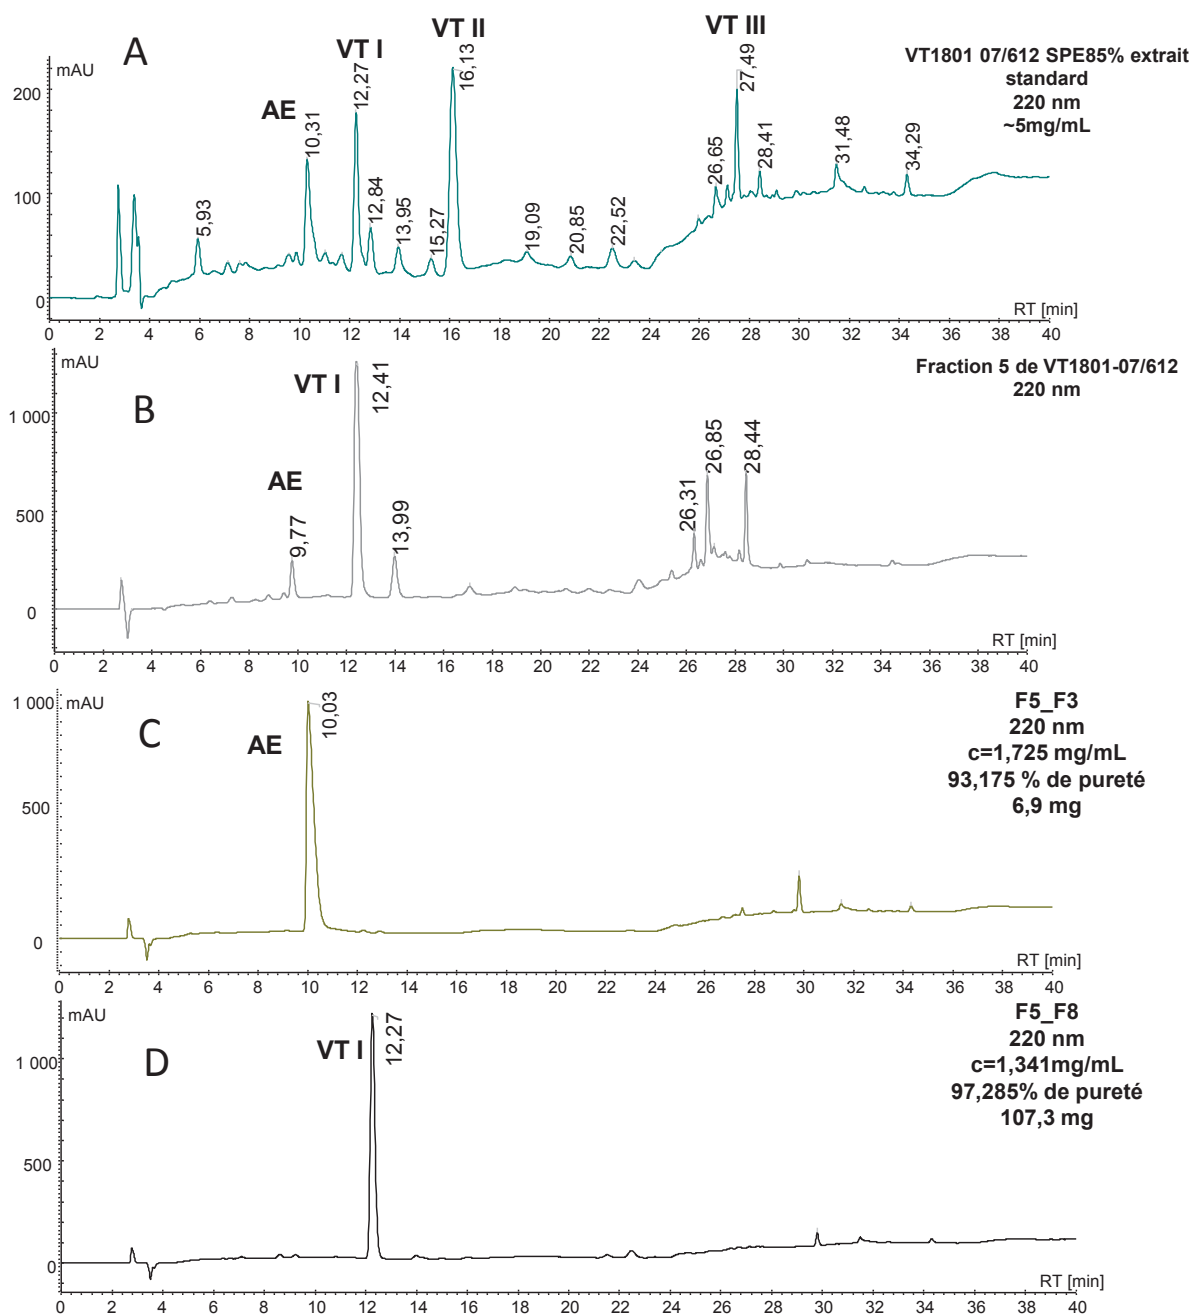 A
mAU
200
100
0
5,93
AE
10,31
VT I
12,27
12,84
13,95
15,27
VT II
16,13
19,09
20,85
22,52
26,65
VT III
27,49
28,41
31,48
34,29
VT1801 07/612 SPE85% extrait
standard
220 nm
~5mg/mL
RT [min]
0 2 4 6 8 10 12 14 16 18 20 22 24 26 28 30 32 34 36 38 40
B
mAU
1 000
500
0
AE
9,77
VT I
12,41
13,99
26,31
26,85
28,44
Fraction 5 de VT1801-07/612
220 nm
RT [min]
0 2 4 6 8 10 12 14 16 18 20 22 24 26 28 30 32 34 36 38 40
C
1 000
mAU
500
0
AE
10,03
F5_F3
220 nm
c=1,725 mg/mL
93,175 % de pureté
6,9 mg
RT [min]
0 2 4 6 8 10 12 14 16 18 20 22 24 26 28 30 32 34 36 38 40
D
mAU
1 000
500
0
VT I
12,27
F5_F8
220 nm
c=1,341mg/mL
97,285% de pureté
107,3 mg
RT [min]
0 2 4 6 8 10 12 14 16 18 20 22 24 26 28 30 32 34 36 38 40